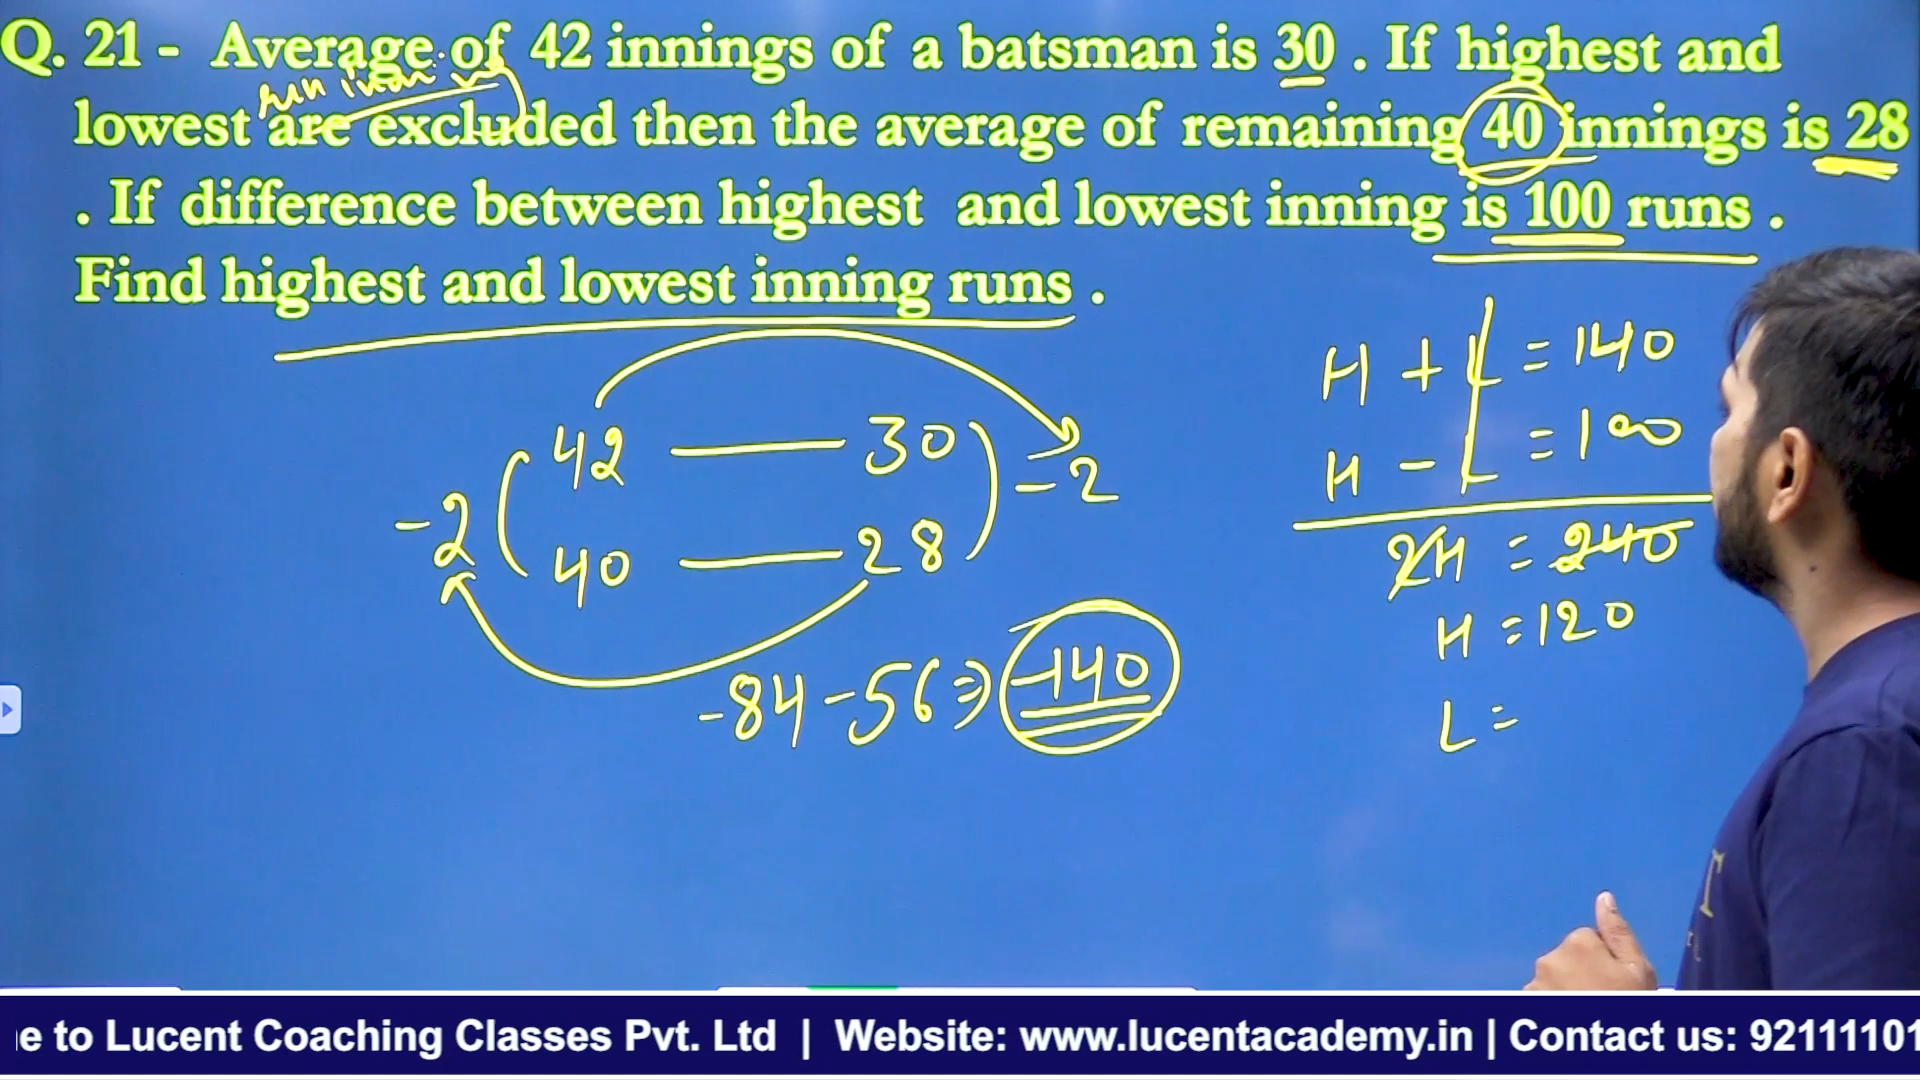 Q. 21 - Average of 42 innings of a batsman is 30 . If highest and
run
lowest are excluded then the average of remaining 40 innings is 28
. If difference between highest and lowest inning is 100 runs .
Find highest and lowest inning runs .
42 — 30
-2
-2
40 — 28
-84-56⇒ -140
H + L = 140
H - L = 100
2H = 240
H = 120
L =
T
e to Lucent Coaching Classes Pvt. Ltd | Website: www.lucentacademy.in | Contact us: 92111101